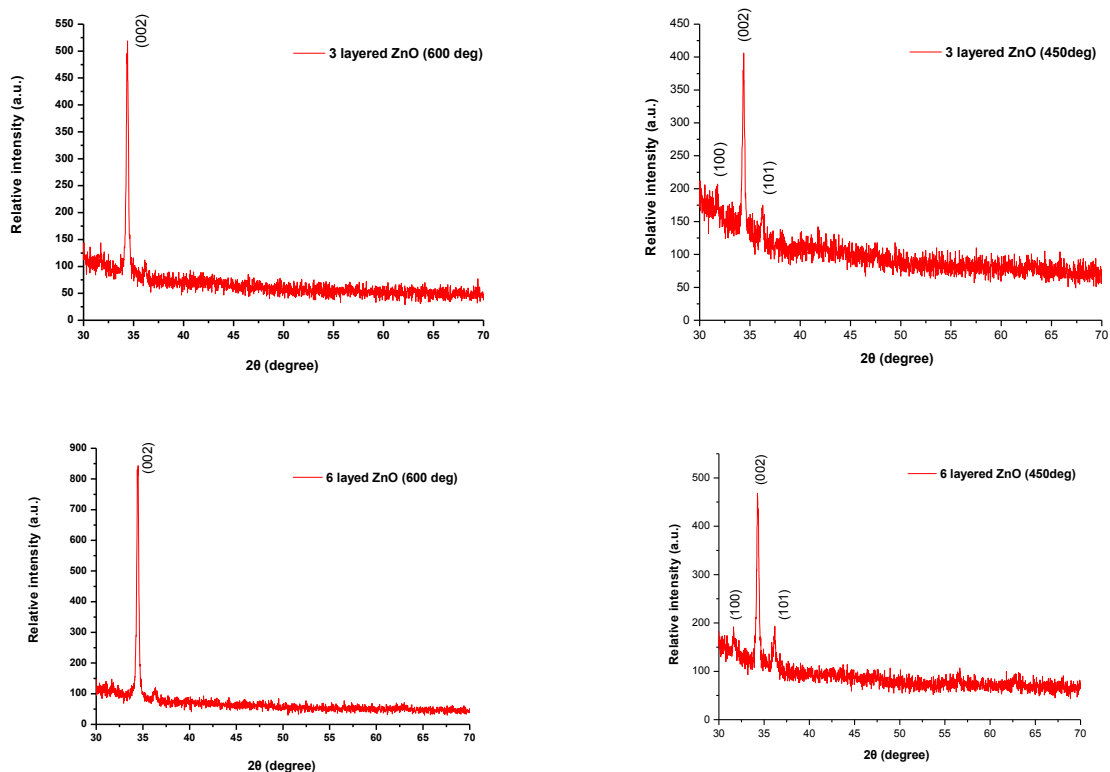 550
500
450
400
350
300
250
200
150
100
50
0
Relative intensity (a.u.)
(002)
3 layered ZnO (600 deg)
30 35 40 45 50 55 60 65 70
2θ (degree)
450
400
350
300
250
200
150
100
50
0
Relative intensity (a.u.)
(100)
(002)
(101)
3 layered ZnO (450deg)
30 35 40 45 50 55 60 65 70
2θ (degree)
900
800
700
600
500
400
300
200
100
0
Relative intensity (a.u.)
(002)
6 layed ZnO (600 deg)
30 35 40 45 50 55 60 65 70
2θ (degree)
500
400
300
200
100
0
Relative intensity (a.u.)
(100)
(002)
(101)
6 layered ZnO (450deg)
30 35 40 45 50 55 60 65 70
2θ (degree)